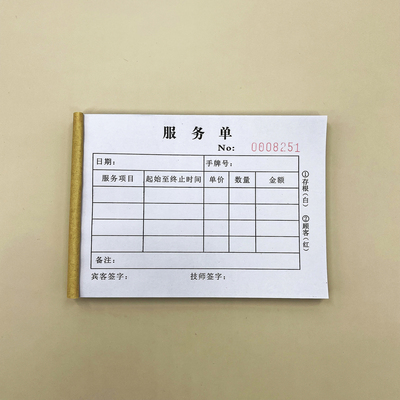 服务单
No: 0008251
日期： 手牌号：
服务项目 起始至终止时间 单价 数量 金额
备注：
宾客签字： 技师签字：
①存根（白） ②顾客（红）